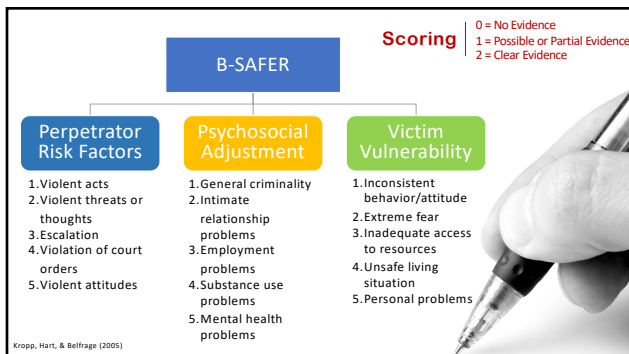 Scoring
0 = No Evidence
1 = Possible or Partial Evidence
2 = Clear Evidence
B-SAFER
Perpetrator
Risk Factors
1.Violent acts
2.Violent threats or
thoughts
3.Escalation
4.Violation of court
orders
5.Violent attitudes
Psychosocial
Adjustment
1.General criminality
2.Intimate
relationship
problems
3.Employment
problems
4.Substance use
problems
5.Mental health
problems
Victim
Vulnerability
1.Inconsistent
behavior/attitude
2.Extreme fear
3.Inadequate access
to resources
4.Unsafe living
situation
5.Personal problems
Kropp, Hart, & Belfrage (2005)